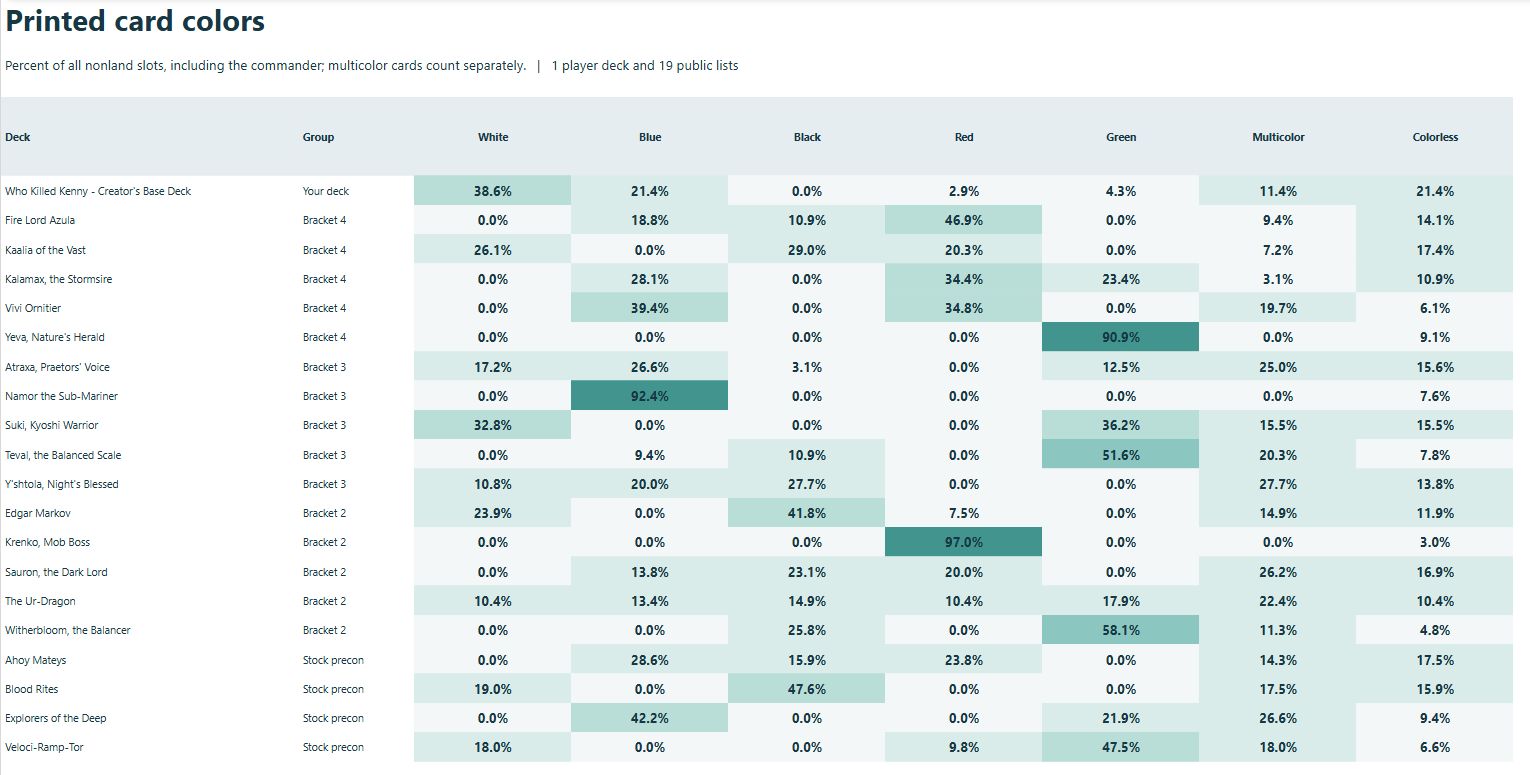 Printed card colors
Percent of all nonland slots, including the commander; multicolor cards count separately. | 1 player deck and 19 public lists
Deck Group White Blue Black Red Green Multicolor Colorless
Who Killed Kenny - Creator's Base Deck Your deck 38.6% 21.4% 0.0% 2.9% 4.3% 11.4% 21.4%
Fire Lord Azula Bracket 4 0.0% 18.8% 10.9% 46.9% 0.0% 9.4% 14.1%
Kaalia of the Vast Bracket 4 26.1% 0.0% 29.0% 20.3% 0.0% 7.2% 17.4%
Kalamax, the Stormsire Bracket 4 0.0% 28.1% 0.0% 34.4% 23.4% 3.1% 10.9%
Vivi Ornitier Bracket 4 0.0% 39.4% 0.0% 34.8% 0.0% 19.7% 6.1%
Yeva, Nature's Herald Bracket 4 0.0% 0.0% 0.0% 0.0% 90.9% 0.0% 9.1%
Atraxa, Praetors' Voice Bracket 3 17.2% 26.6% 3.1% 0.0% 12.5% 25.0% 15.6%
Namor the Sub-Mariner Bracket 3 0.0% 92.4% 0.0% 0.0% 0.0% 0.0% 7.6%
Suki, Kyoshi Warrior Bracket 3 32.8% 0.0% 0.0% 0.0% 36.2% 15.5% 15.5%
Teval, the Balanced Scale Bracket 3 0.0% 9.4% 10.9% 0.0% 51.6% 20.3% 7.8%
Y'shtola, Night's Blessed Bracket 3 10.8% 20.0% 27.7% 0.0% 0.0% 27.7% 13.8%
Edgar Markov Bracket 2 23.9% 0.0% 41.8% 7.5% 0.0% 14.9% 11.9%
Krenko, Mob Boss Bracket 2 0.0% 0.0% 0.0% 97.0% 0.0% 0.0% 3.0%
Sauron, the Dark Lord Bracket 2 0.0% 13.8% 23.1% 20.0% 0.0% 26.2% 16.9%
The Ur-Dragon Bracket 2 10.4% 13.4% 14.9% 10.4% 17.9% 22.4% 10.4%
Witherbloom, the Balancer Bracket 2 0.0% 0.0% 25.8% 0.0% 58.1% 11.3% 4.8%
Ahoy Mateys Stock precon 0.0% 28.6% 15.9% 23.8% 0.0% 14.3% 17.5%
Blood Rites Stock precon 19.0% 0.0% 47.6% 0.0% 0.0% 17.5% 15.9%
Explorers of the Deep Stock precon 0.0% 42.2% 0.0% 0.0% 21.9% 26.6% 9.4%
Veloci-Ramp-Tor Stock precon 18.0% 0.0% 0.0% 9.8% 47.5% 18.0% 6.6%